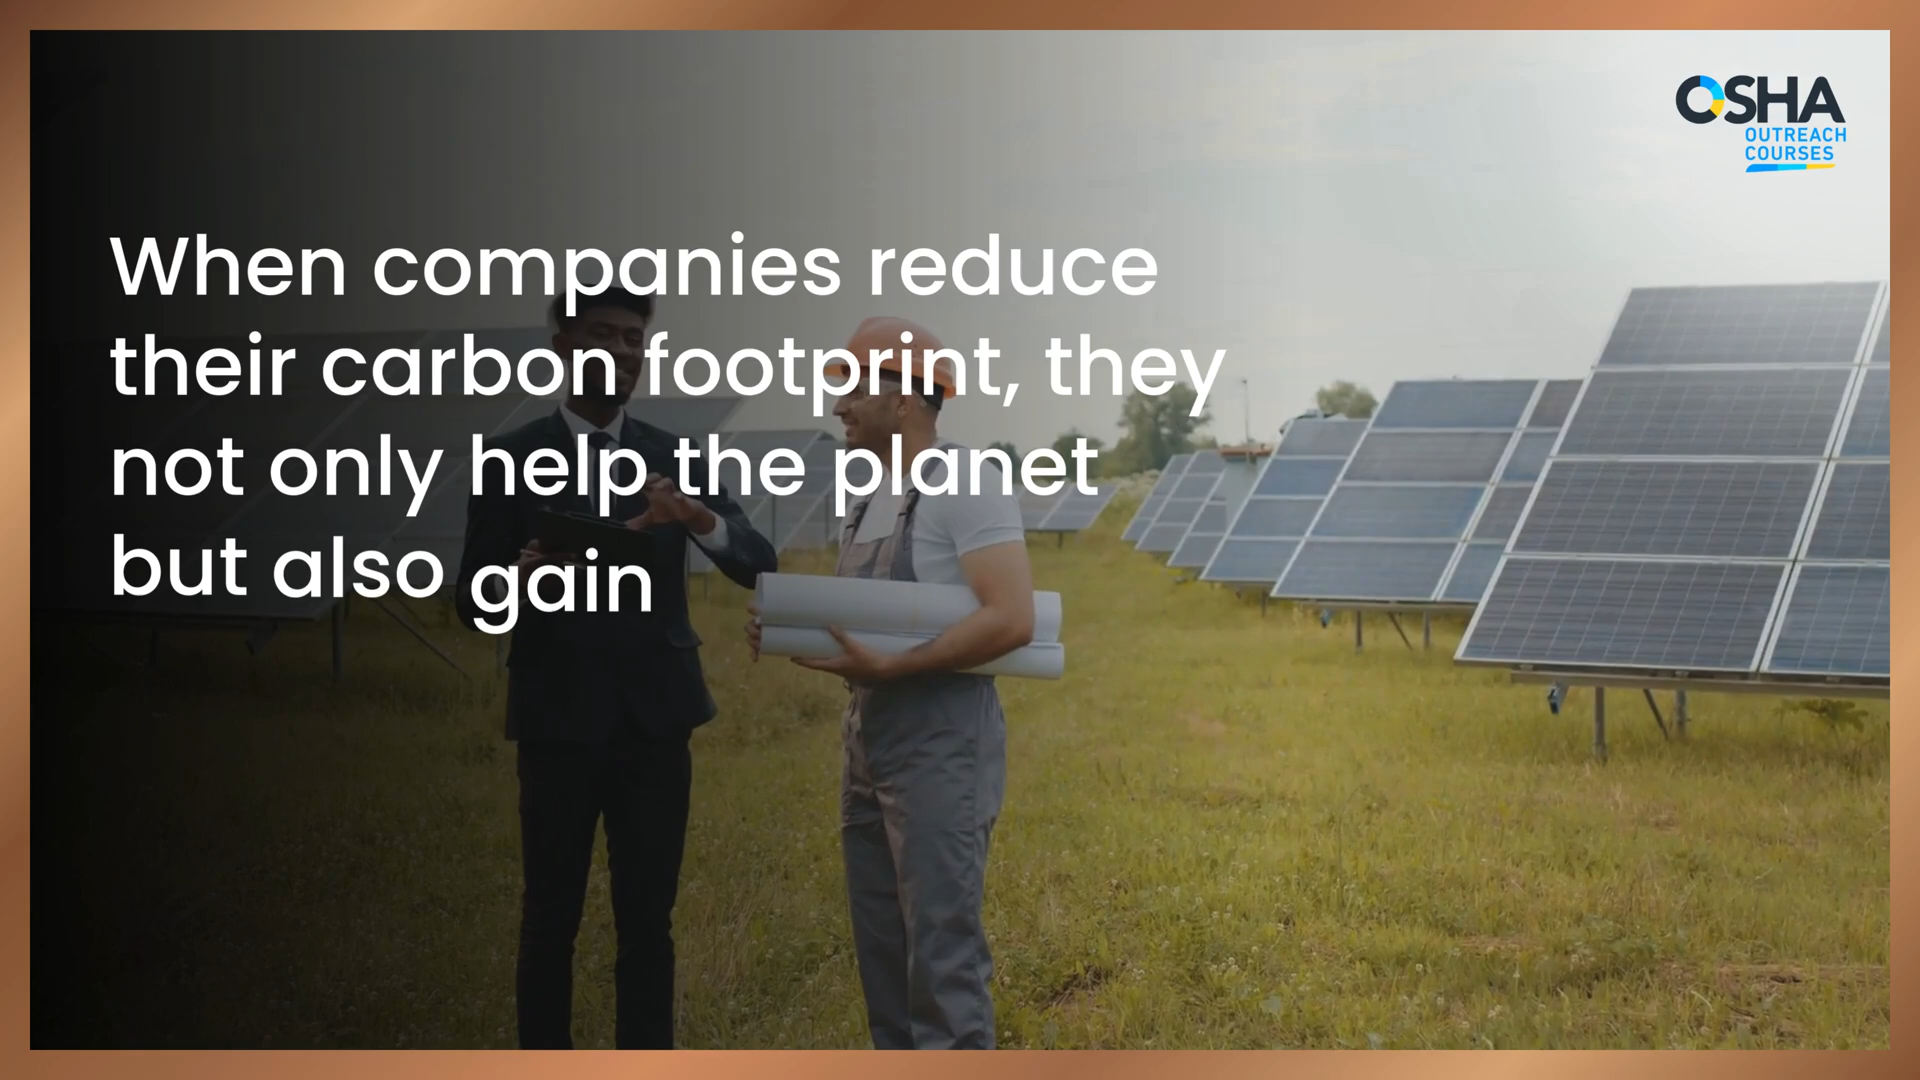 OSHA
OUTREACH
COURSES
When companies reduce
their carbon footprint, they
not only help the planet
but also gain